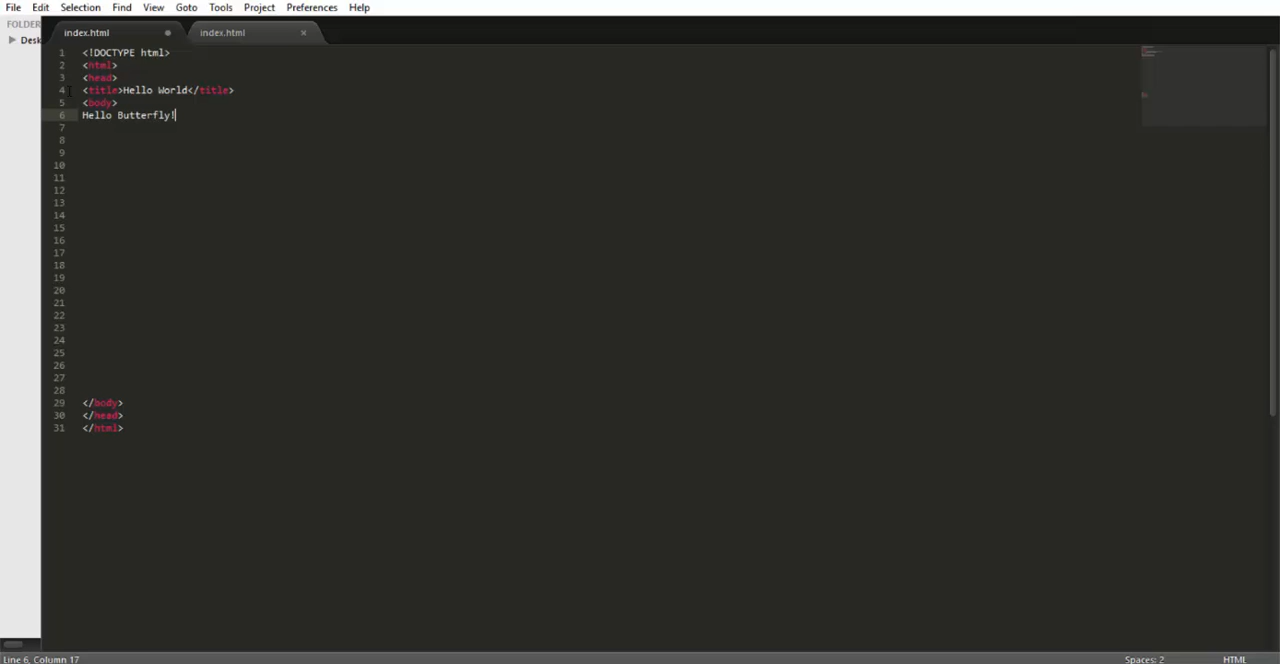 File Edit Selection Find View Goto Tools Project Preferences Help
FOLDER
Desk
index.html index.html
1 <!DOCTYPE html>
2 <html>
3 <head>
4 <title>Hello World</title>
5 <body>
6 Hello Butterfly!
7
8
9
10
11
12
13
14
15
16
17
18
19
20
21
22
23
24
25
26
27
28
29 </body>
30 </head>
31 </html>
Line 6, Column 17 Spaces: 2 HTML